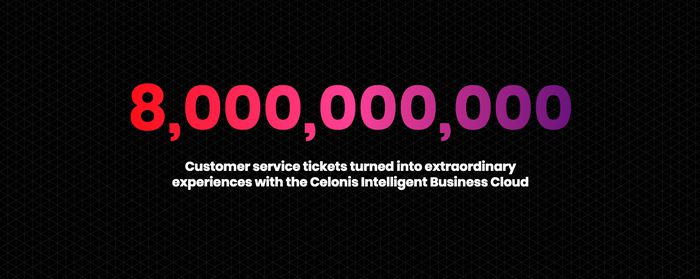 8,000,000,000
Customer service tickets turned into extraordinary
experiences with the Celonis Intelligent Business Cloud